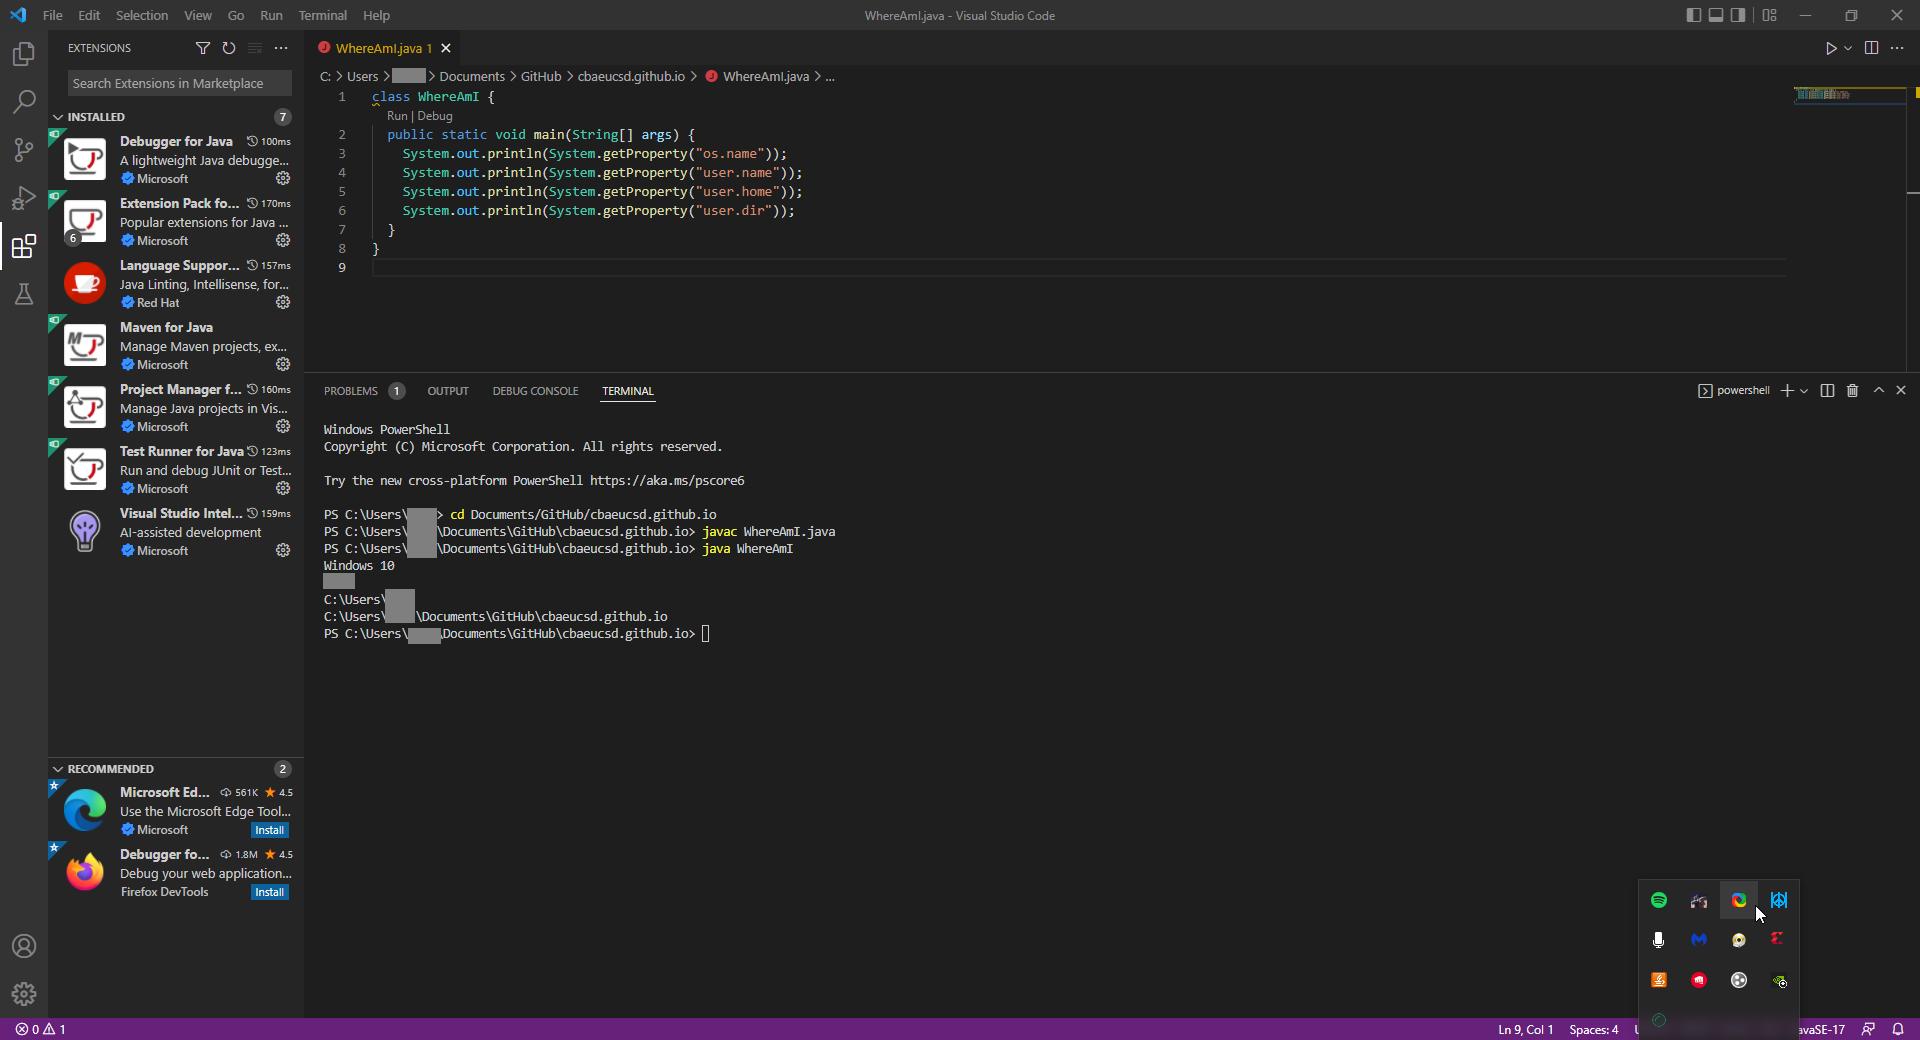 File Edit Selection View Go Run Terminal Help
WhereAmI.java - Visual Studio Code
EXTENSIONS
Search Extensions in Marketplace
INSTALLED 7
Debugger for Java 100ms
A lightweight Java debugge...
Microsoft
Extension Pack fo... 170ms
Popular extensions for Java ...
6 Microsoft
Language Suppor... 157ms
Java Linting, Intellisense, for...
Red Hat
Maven for Java
Manage Maven projects, ex...
Microsoft
Project Manager f... 160ms
Manage Java projects in Vis...
Microsoft
Test Runner for Java 123ms
Run and debug JUnit or Test...
Microsoft
Visual Studio Intel... 159ms
AI-assisted development
Microsoft
RECOMMENDED 2
Microsoft Ed... 561K 4.5
Use the Microsoft Edge Tool...
Microsoft Install
Debugger fo... 1.8M 4.5
Debug your web application...
Firefox DevTools Install
WhereAmI.java 1
C: > Users > > Documents > GitHub > cbaeucsd.github.io > WhereAmI.java > ...
1 class WhereAmI {
Run | Debug
2 public static void main(String[] args) {
3 System.out.println(System.getProperty("os.name"));
4 System.out.println(System.getProperty("user.name"));
5 System.out.println(System.getProperty("user.home"));
6 System.out.println(System.getProperty("user.dir"));
7 }
8 }
9
PROBLEMS 1 OUTPUT DEBUG CONSOLE TERMINAL
powershell
Windows PowerShell
Copyright (C) Microsoft Corporation. All rights reserved.
Try the new cross-platform PowerShell https://aka.ms/pscore6
PS C:\Users\ > cd Documents/GitHub/cbaeucsd.github.io
PS C:\Users\ \Documents\GitHub\cbaeucsd.github.io> javac WhereAmI.java
PS C:\Users\ \Documents\GitHub\cbaeucsd.github.io> java WhereAmI
Windows 10
C:\Users\
C:\Users\ \Documents\GitHub\cbaeucsd.github.io
PS C:\Users\ \Documents\GitHub\cbaeucsd.github.io>
0 1
Ln 9, Col 1 Spaces: 4 U avaSE-17